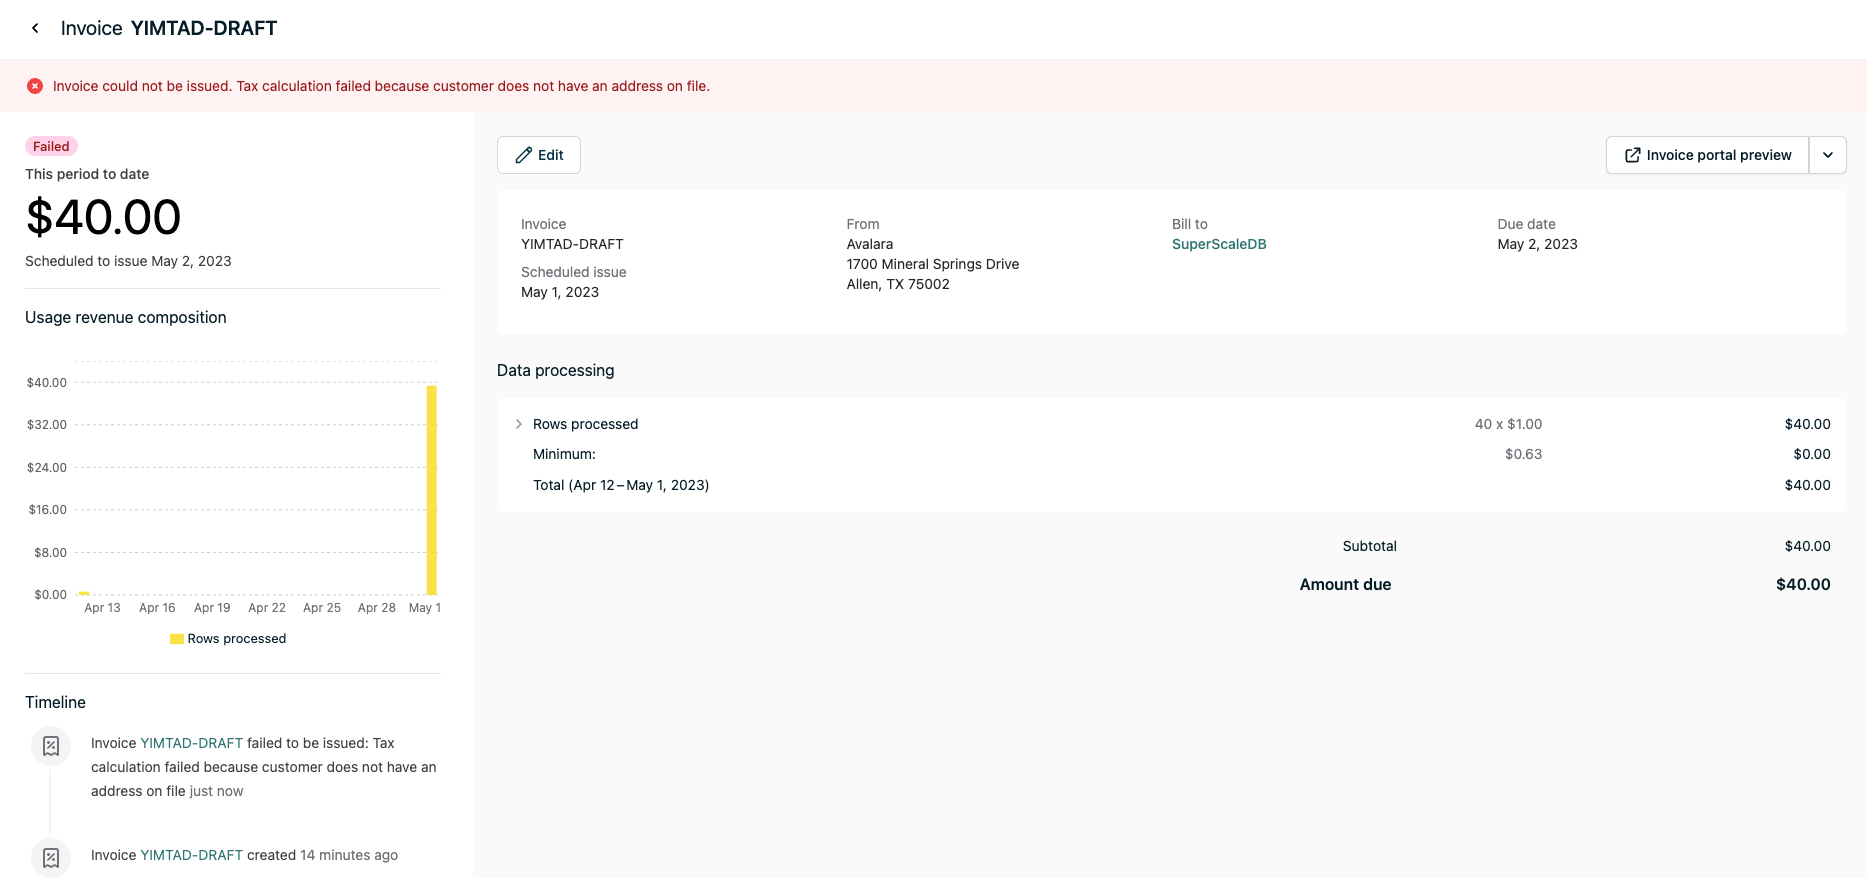 Invoice YIMTAD-DRAFT
Invoice could not be issued. Tax calculation failed because customer does not have an address on file.
Failed
This period to date
$40.00
Scheduled to issue May 2, 2023
Usage revenue composition
$40.00
$32.00
$24.00
$16.00
$8.00
$0.00
Apr 13 Apr 16 Apr 19 Apr 22 Apr 25 Apr 28 May 1
Rows processed
Timeline
Invoice YIMTAD-DRAFT failed to be issued: Tax
calculation failed because customer does not have an
address on file just now
Invoice YIMTAD-DRAFT created 14 minutes ago
Edit
Invoice portal preview
Invoice
YIMTAD-DRAFT
Scheduled issue
May 1, 2023
From
Avalara
1700 Mineral Springs Drive
Allen, TX 75002
Bill to
SuperScaleDB
Due date
May 2, 2023
Data processing
Rows processed 40 x $1.00 $40.00
Minimum: $0.63 $0.00
Total (Apr 12 – May 1, 2023) $40.00
Subtotal $40.00
Amount due $40.00